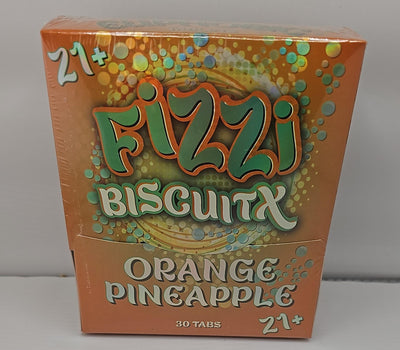 21+
FiZZi
BISCUITX
ORANGE
PINEAPPLE
30 TABS
21+